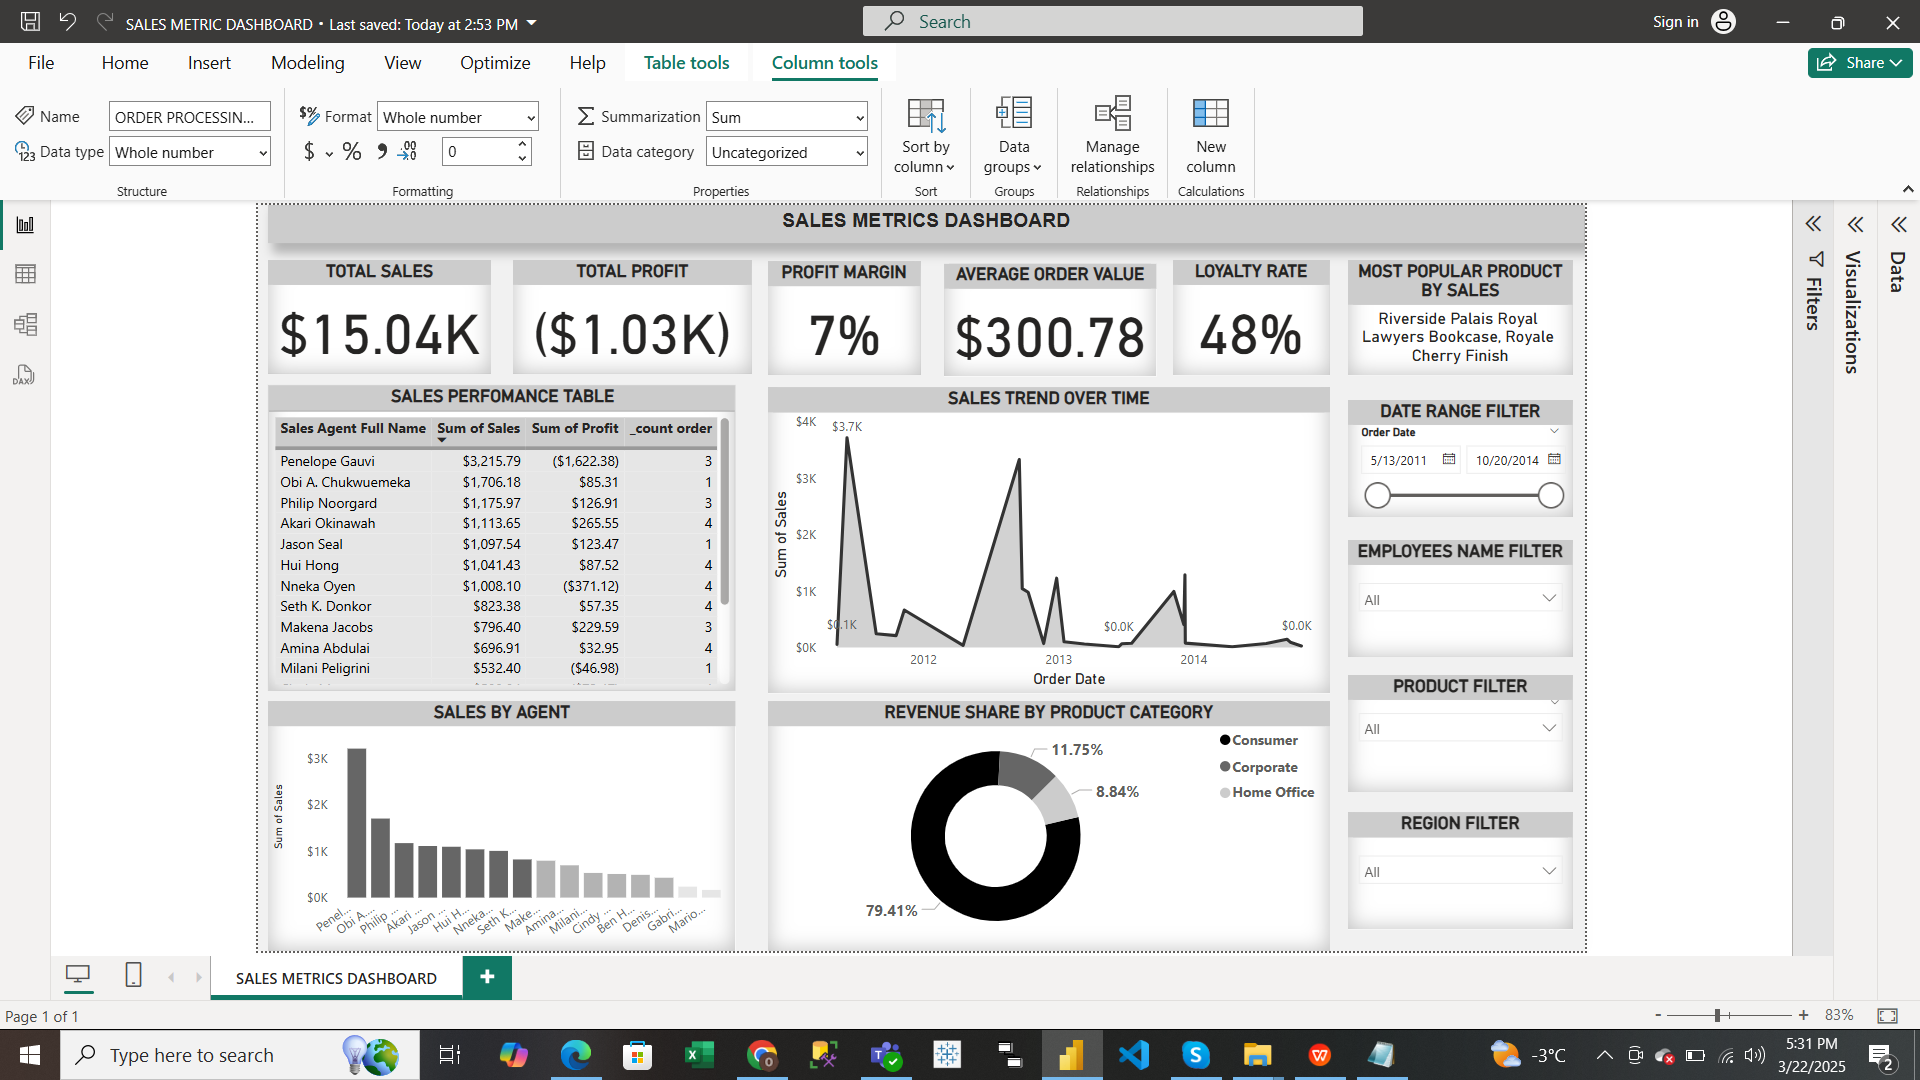 SALES METRIC DASHBOARD • Last saved: Today at 2:53 PM
Search
Sign in
File Home Insert Modeling View Optimize Help Table tools Column tools
Share
Name ORDER PROCESSIN...
Data type Whole number
Structure
Format Whole number
$ % 0
Formatting
Summarization Sum
Data category Uncategorized
Properties
Sort by
column
Sort
Data
groups
Groups
Manage
relationships
Relationships
New
column
Calculations
SALES METRICS DASHBOARD
TOTAL SALES
$15.04K
TOTAL PROFIT
($1.03K)
PROFIT MARGIN
7%
AVERAGE ORDER VALUE
$300.78
LOYALTY RATE
48%
MOST POPULAR PRODUCT
BY SALES
Riverside Palais Royal
Lawyers Bookcase, Royale
Cherry Finish
SALES PERFOMANCE TABLE
Sales Agent Full Name Sum of Sales Sum of Profit _count order
Penelope Gauvi $3,215.79 ($1,622.38) 3
Obi A. Chukwuemeka $1,706.18 $85.31 1
Philip Noorgard $1,175.97 $126.91 3
Akari Okinawah $1,113.65 $265.55 4
Jason Seal $1,097.54 $123.47 1
Hui Hong $1,041.43 $87.52 4
Nneka Oyen $1,008.10 ($371.12) 4
Seth K. Donkor $823.38 $57.35 4
Makena Jacobs $796.40 $229.59 3
Amina Abdulai $696.91 $32.95 4
Milani Peligrini $532.40 ($46.98) 1
SALES TREND OVER TIME
Sum of Sales
$4K
$3K
$2K
$1K
$0K
$3.7K
$0.1K
$0.0K
$0.0K
2012 2013 2014
Order Date
DATE RANGE FILTER
Order Date
5/13/2011 10/20/2014
EMPLOYEES NAME FILTER
All
PRODUCT FILTER
All
REGION FILTER
All
SALES BY AGENT
Sum of Sales
$3K
$2K
$1K
$0K
Penel... Obi A.... Philip ... Akari ... Jason ... Hui H... Nneka... Seth K... Make... Amina... Milani... Cindy ... Ben H... Denis... Gabri... Mario...
REVENUE SHARE BY PRODUCT CATEGORY
11.75%
8.84%
79.41%
Consumer
Corporate
Home Office
Filters
Visualizations
Data
DAX
SALES METRICS DASHBOARD +
Page 1 of 1
- + 83%
Type here to search
-3°C
5:31 PM
3/22/2025
2